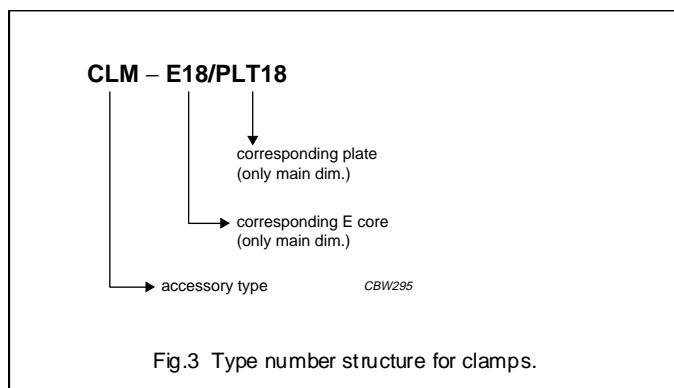 CLM – E18/PLT18
corresponding plate
(only main dim.)
corresponding E core
(only main dim.)
accessory type
CBW295
Fig.3 Type number structure for clamps.